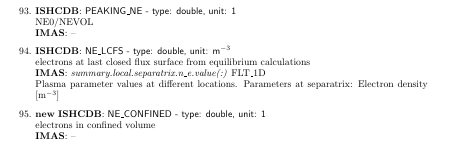 93. ISHCDB: PEAKING_NE - type: double, unit: 1
NE0/NEVOL
IMAS: –
94. ISHCDB: NE_LCFS - type: double, unit: m⁻³
electrons at last closed flux surface from equilibrium calculations
IMAS: summary.local.separatrix.n_e.value(:) FLT_1D
Plasma parameter values at different locations. Parameters at separatrix: Electron density
[m⁻³]
95. new ISHCDB: NE_CONFINED - type: double, unit: 1
electrons in confined volume
IMAS: –